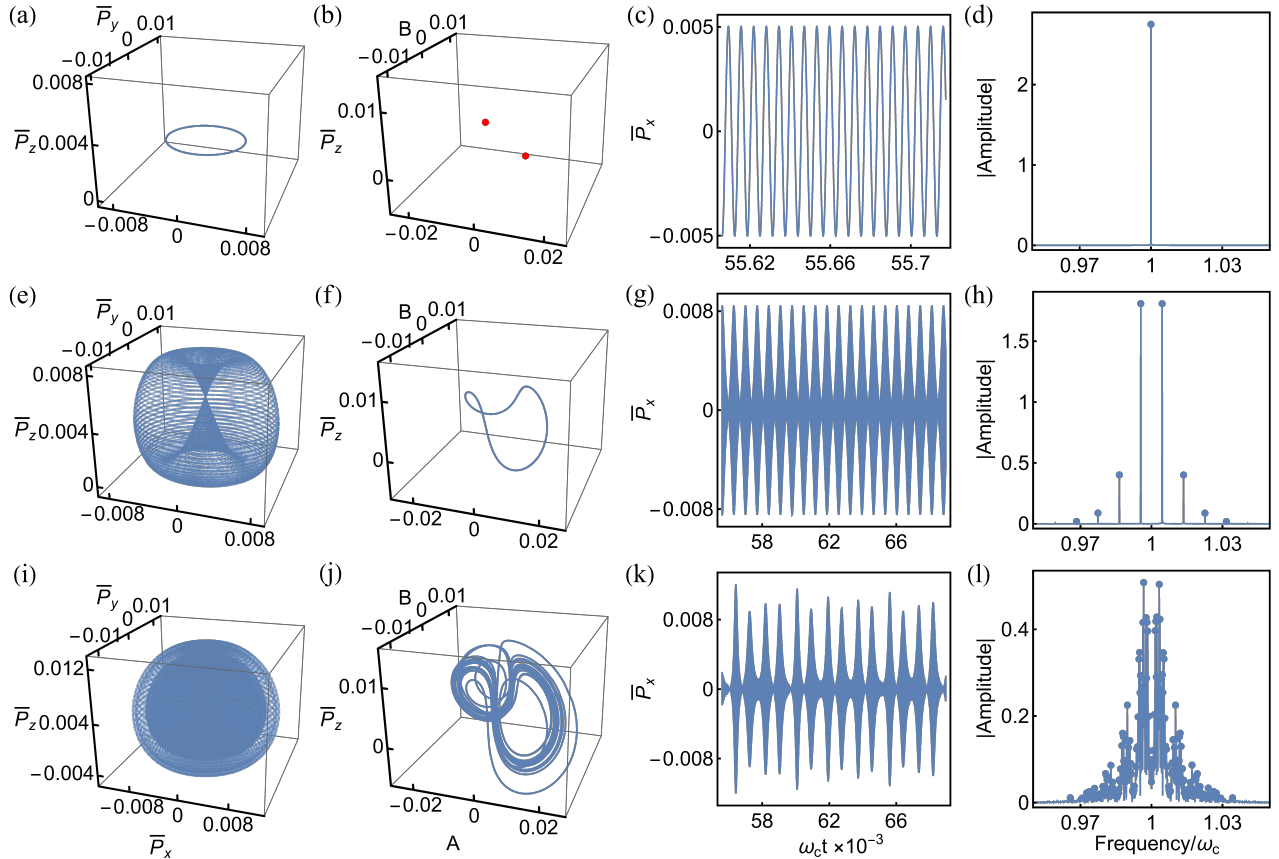 (a) (b) (c) (d)
P̅y 0.01 0 −0.01
0.008
P̅z 0.004
0
−0.008 0 0.008
B 0.01 0 −0.01
0.01
P̅z
0
−0.02 0 0.02
0.005
P̅x 0
−0.005
55.62 55.66 55.7
|Amplitude|
2
1
0
0.97 1 1.03
(e) (f) (g) (h)
P̅y 0.01 0 −0.01
0.008
P̅z 0.004
0
−0.008 0 0.008
B 0.01 0 −0.01
0.01
P̅z
0
−0.02 0 0.02
0.008
P̅x 0
−0.008
58 62 66
|Amplitude|
1.5
1
0.5
0
0.97 1 1.03
(i) (j) (k) (l)
P̅y 0.01 0 −0.01
0.012
P̅z 0.004
−0.004
−0.008 0 0.008
P̅x
B 0.01 0 −0.01
0.01
P̅z
0
−0.02 0 0.02
A
0.008
P̅x 0
−0.008
58 62 66
ωct ×10−3
|Amplitude|
0.4
0.2
0
0.97 1 1.03
Frequency/ωc